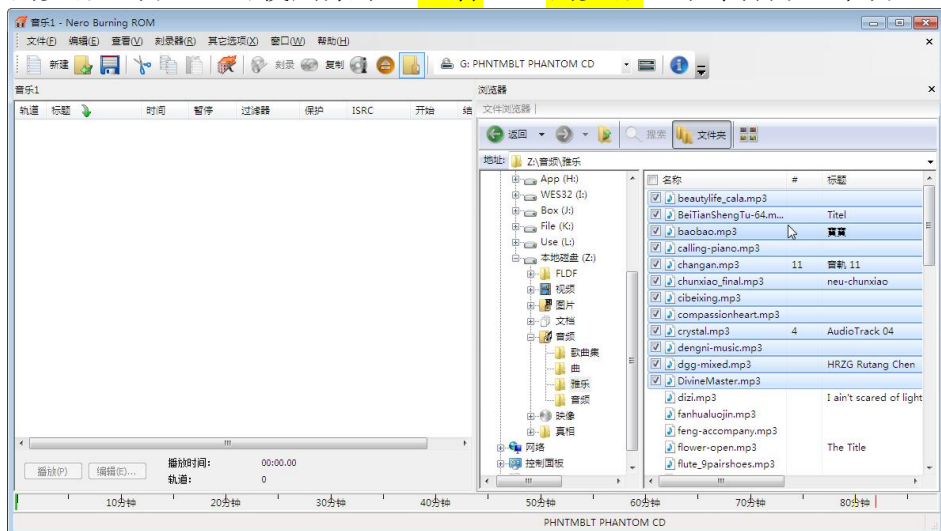 音乐1 - Nero Burning ROM
文件(F) 编辑(E) 查看(V) 刻录器(R) 其它选项(X) 窗口(W) 帮助(H)
新建 刻录 复制 G: PHNTMBLT PHANTOM CD
音乐1
轨道 标题 时间 暂停 过滤器 保护 ISRC 开始 结
浏览器
文件浏览器
返回 搜索 文件夹
地址: Z:\音频\雅乐
App (H:)
WES32 (I:)
Box (J:)
File (K:)
Use (L:)
本地磁盘 (Z:)
FLDF
视频
图片
文档
音频
歌曲集
曲
雅乐
音频
映像
真相
网络
控制面板
名称 # 标题
beautylife_cala.mp3
BeiTianShengTu-64.m... Titel
baobao.mp3 寳寳
calling-piano.mp3
changan.mp3 11 音軌 11
chunxiao_final.mp3 neu-chunxiao
cibeixing.mp3
compassionheart.mp3
crystal.mp3 4 AudioTrack 04
dengni-music.mp3
dgg-mixed.mp3 HRZG Rutang Chen
DivineMaster.mp3
dizi.mp3 I ain't scared of light
fanhualuojin.mp3
feng-accompany.mp3
flower-open.mp3 The Title
flute_9pairshoes.mp3
播放(P) 编辑(E)... 播放时间: 00:00.00
轨道: 0
10分钟 20分钟 30分钟 40分钟 50分钟 60分钟 70分钟 80分钟
PHNTMBLT PHANTOM CD